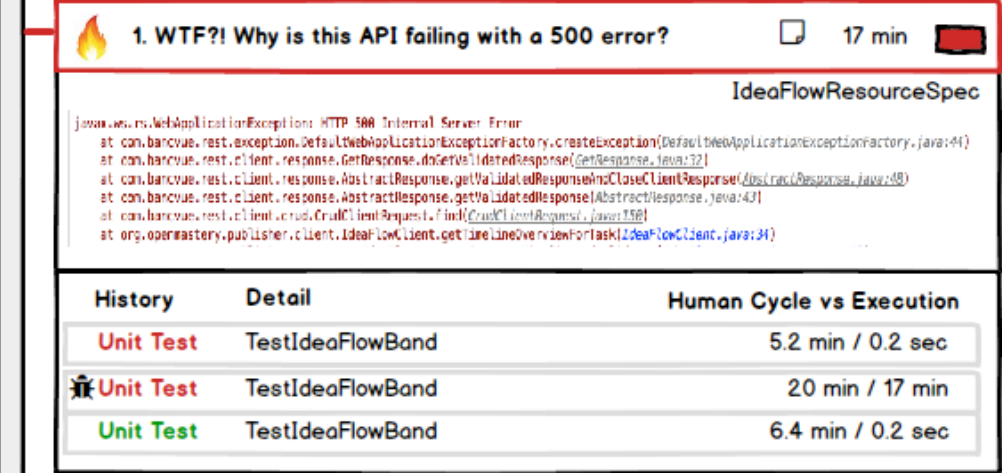 1. WTF?! Why is this API failing with a 500 error? 17 min
IdeaFlowResourceSpec
javax.ws.rs.WebApplicationException: HTTP 500 Internal Server Error
at com.bancvue.rest.exception.DefaultWebApplicationExceptionFactory.createException(DefaultWebApplicationExceptionFactory.java:44)
at com.bancvue.rest.client.response.GetResponse.doGetValidatedResponse(GetResponse.java:32)
at com.bancvue.rest.client.response.AbstractResponse.getValidatedResponseAndCloseClientResponse(AbstractResponse.java:48)
at com.bancvue.rest.client.response.AbstractResponse.getValidatedResponse(AbstractResponse.java:43)
at com.bancvue.rest.client.crud.CrudClientRequest.find(CrudClientRequest.java:150)
at org.openmastery.publisher.client.IdeaFlowClient.getTimelineOverviewForTask(IdeaFlowClient.java:34)
History Detail Human Cycle vs Execution
Unit Test TestIdeaFlowBand 5.2 min / 0.2 sec
Unit Test TestIdeaFlowBand 20 min / 17 min
Unit Test TestIdeaFlowBand 6.4 min / 0.2 sec